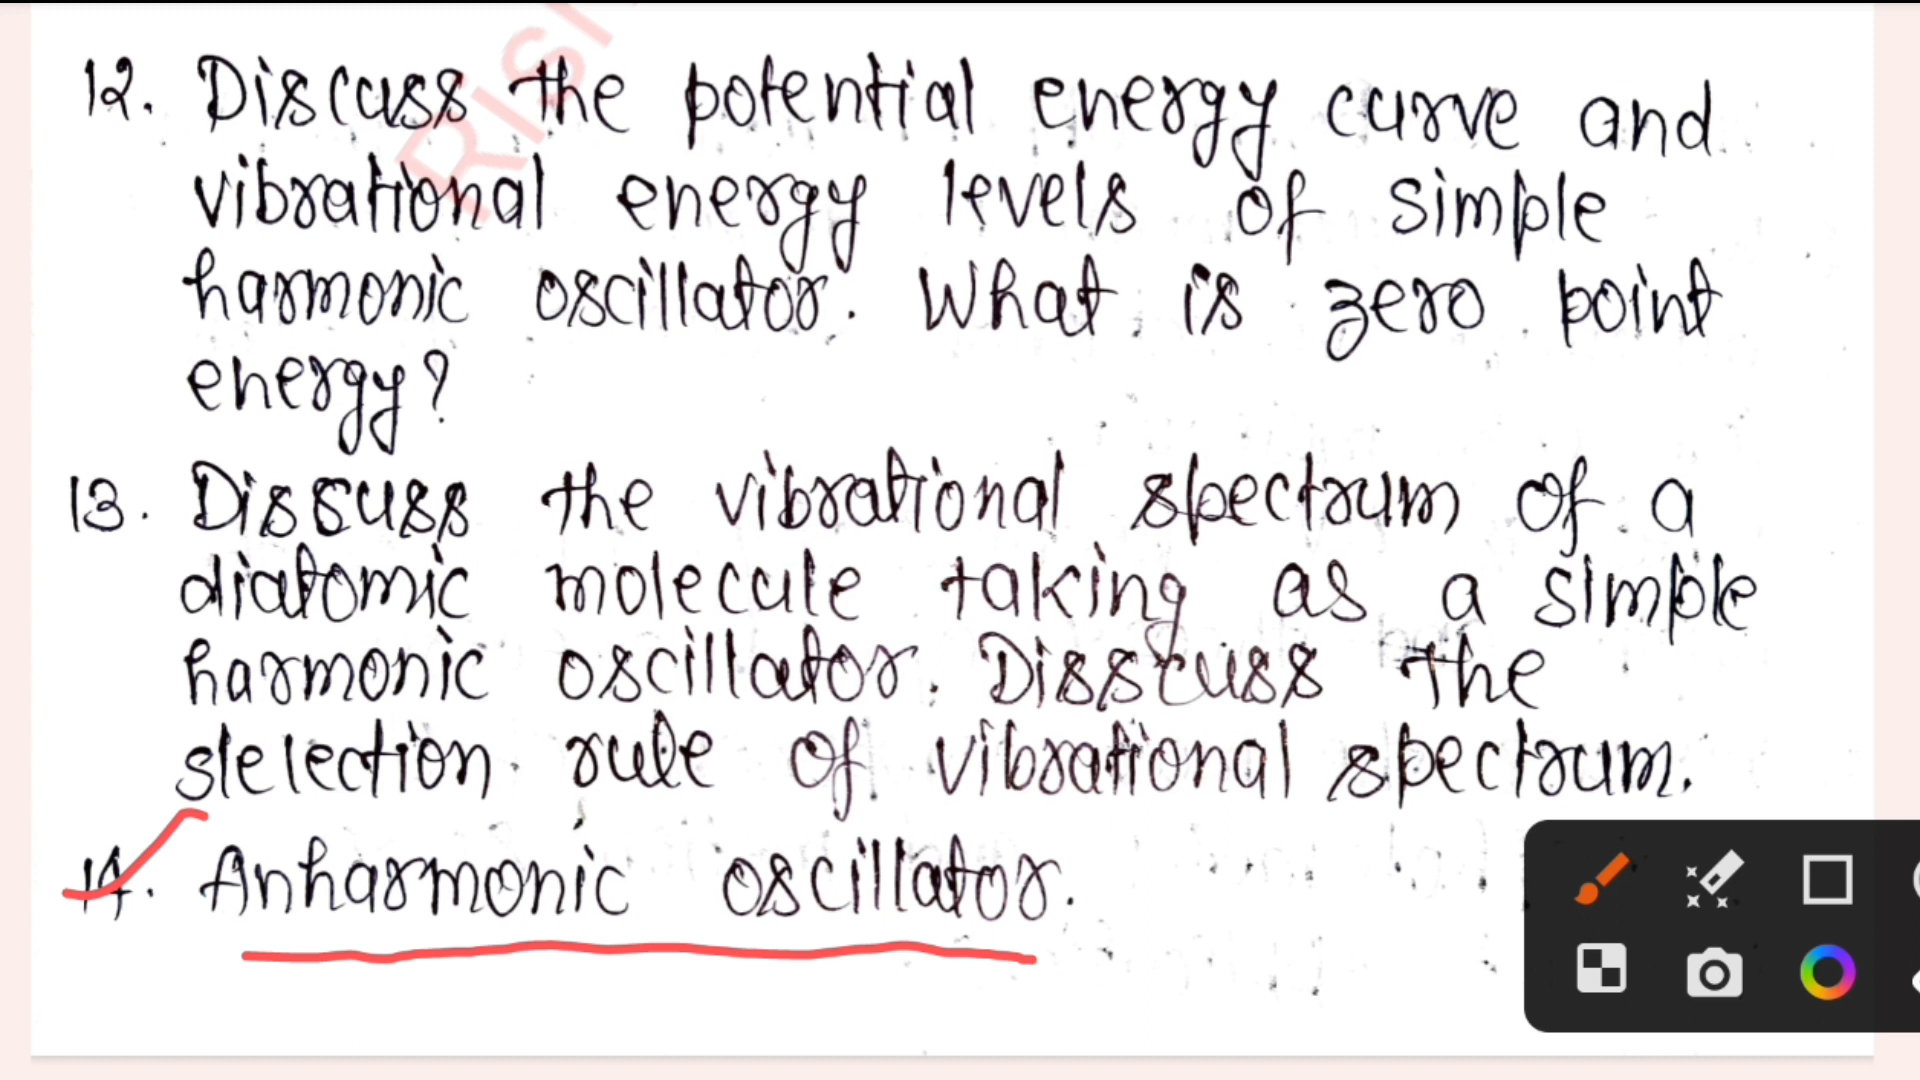 Ris
12. Discuss the potential energy curve and
vibrational energy levels of simple
harmonic oscillator. What is zero point
energy?
13. Disscuss the vibrational spectrum of a
diatomic molecule taking as a simple
harmonic oscillator. Disscuss the
slelection rule of vibrational spectrum.
14. Anharmonic oscillator.